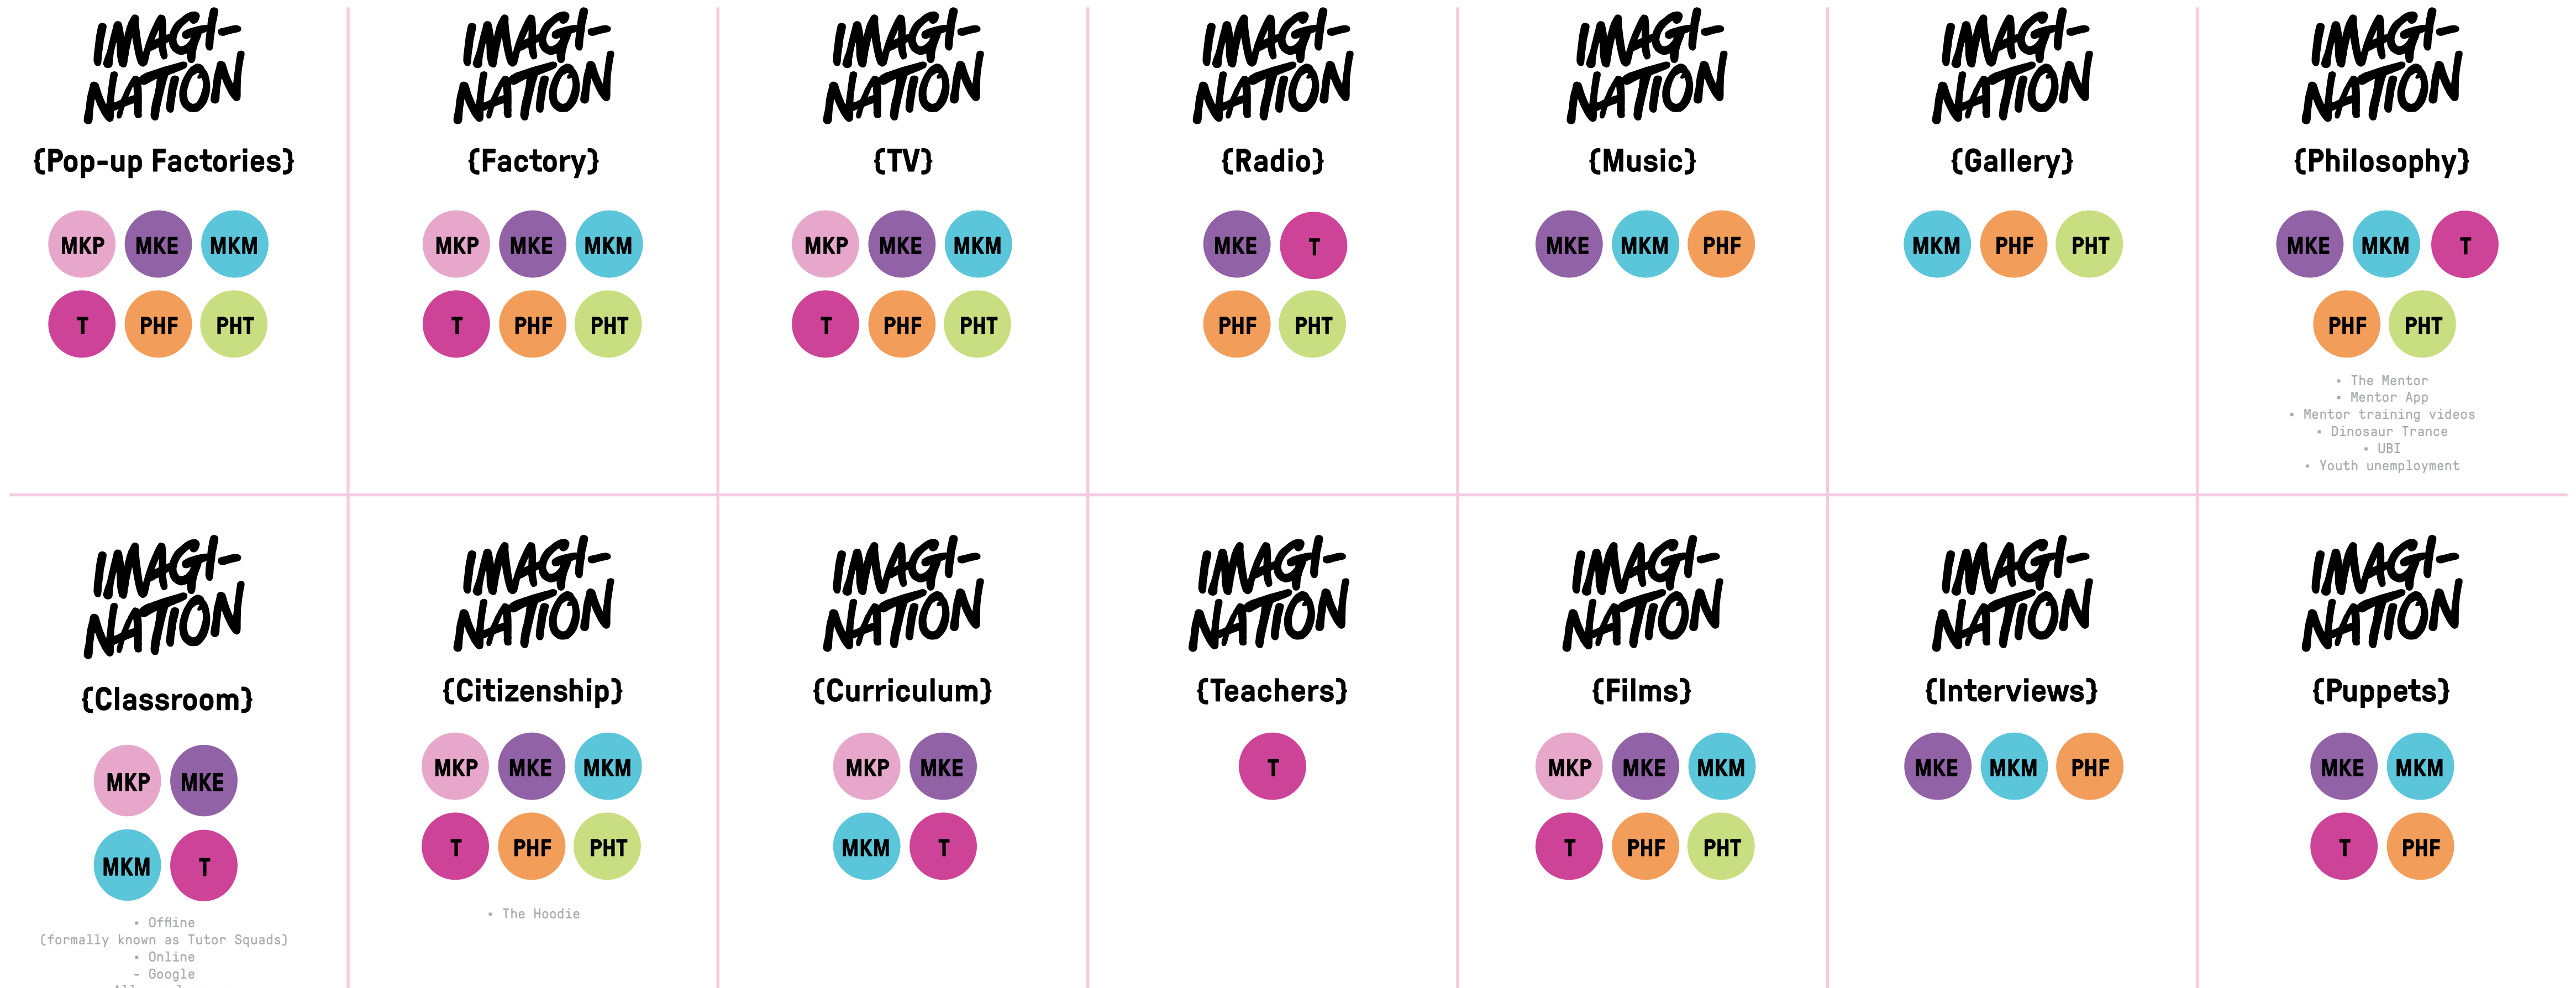 IMAGI-
NATION
{Pop-up Factories}
MKP MKE MKM
T PHF PHT
IMAGI-
NATION
{Factory}
MKP MKE MKM
T PHF PHT
IMAGI-
NATION
{TV}
MKP MKE MKM
T PHF PHT
IMAGI-
NATION
{Radio}
MKE T
PHF PHT
IMAGI-
NATION
{Music}
MKE MKM PHF
IMAGI-
NATION
{Gallery}
MKM PHF PHT
IMAGI-
NATION
{Philosophy}
MKE MKM T
PHF PHT
• The Mentor
• Mentor App
• Mentor training videos
• Dinosaur Trance
• UBI
• Youth unemployment
IMAGI-
NATION
{Classroom}
MKP MKE
MKM T
• Offline
(formally known as Tutor Squads)
• Online
- Google
IMAGI-
NATION
{Citizenship}
MKP MKE MKM
T PHF PHT
• The Hoodie
IMAGI-
NATION
{Curriculum}
MKP MKE
MKM T
IMAGI-
NATION
{Teachers}
T
IMAGI-
NATION
{Films}
MKP MKE MKM
T PHF PHT
IMAGI-
NATION
{Interviews}
MKE MKM PHF
IMAGI-
NATION
{Puppets}
MKE MKM
T PHF